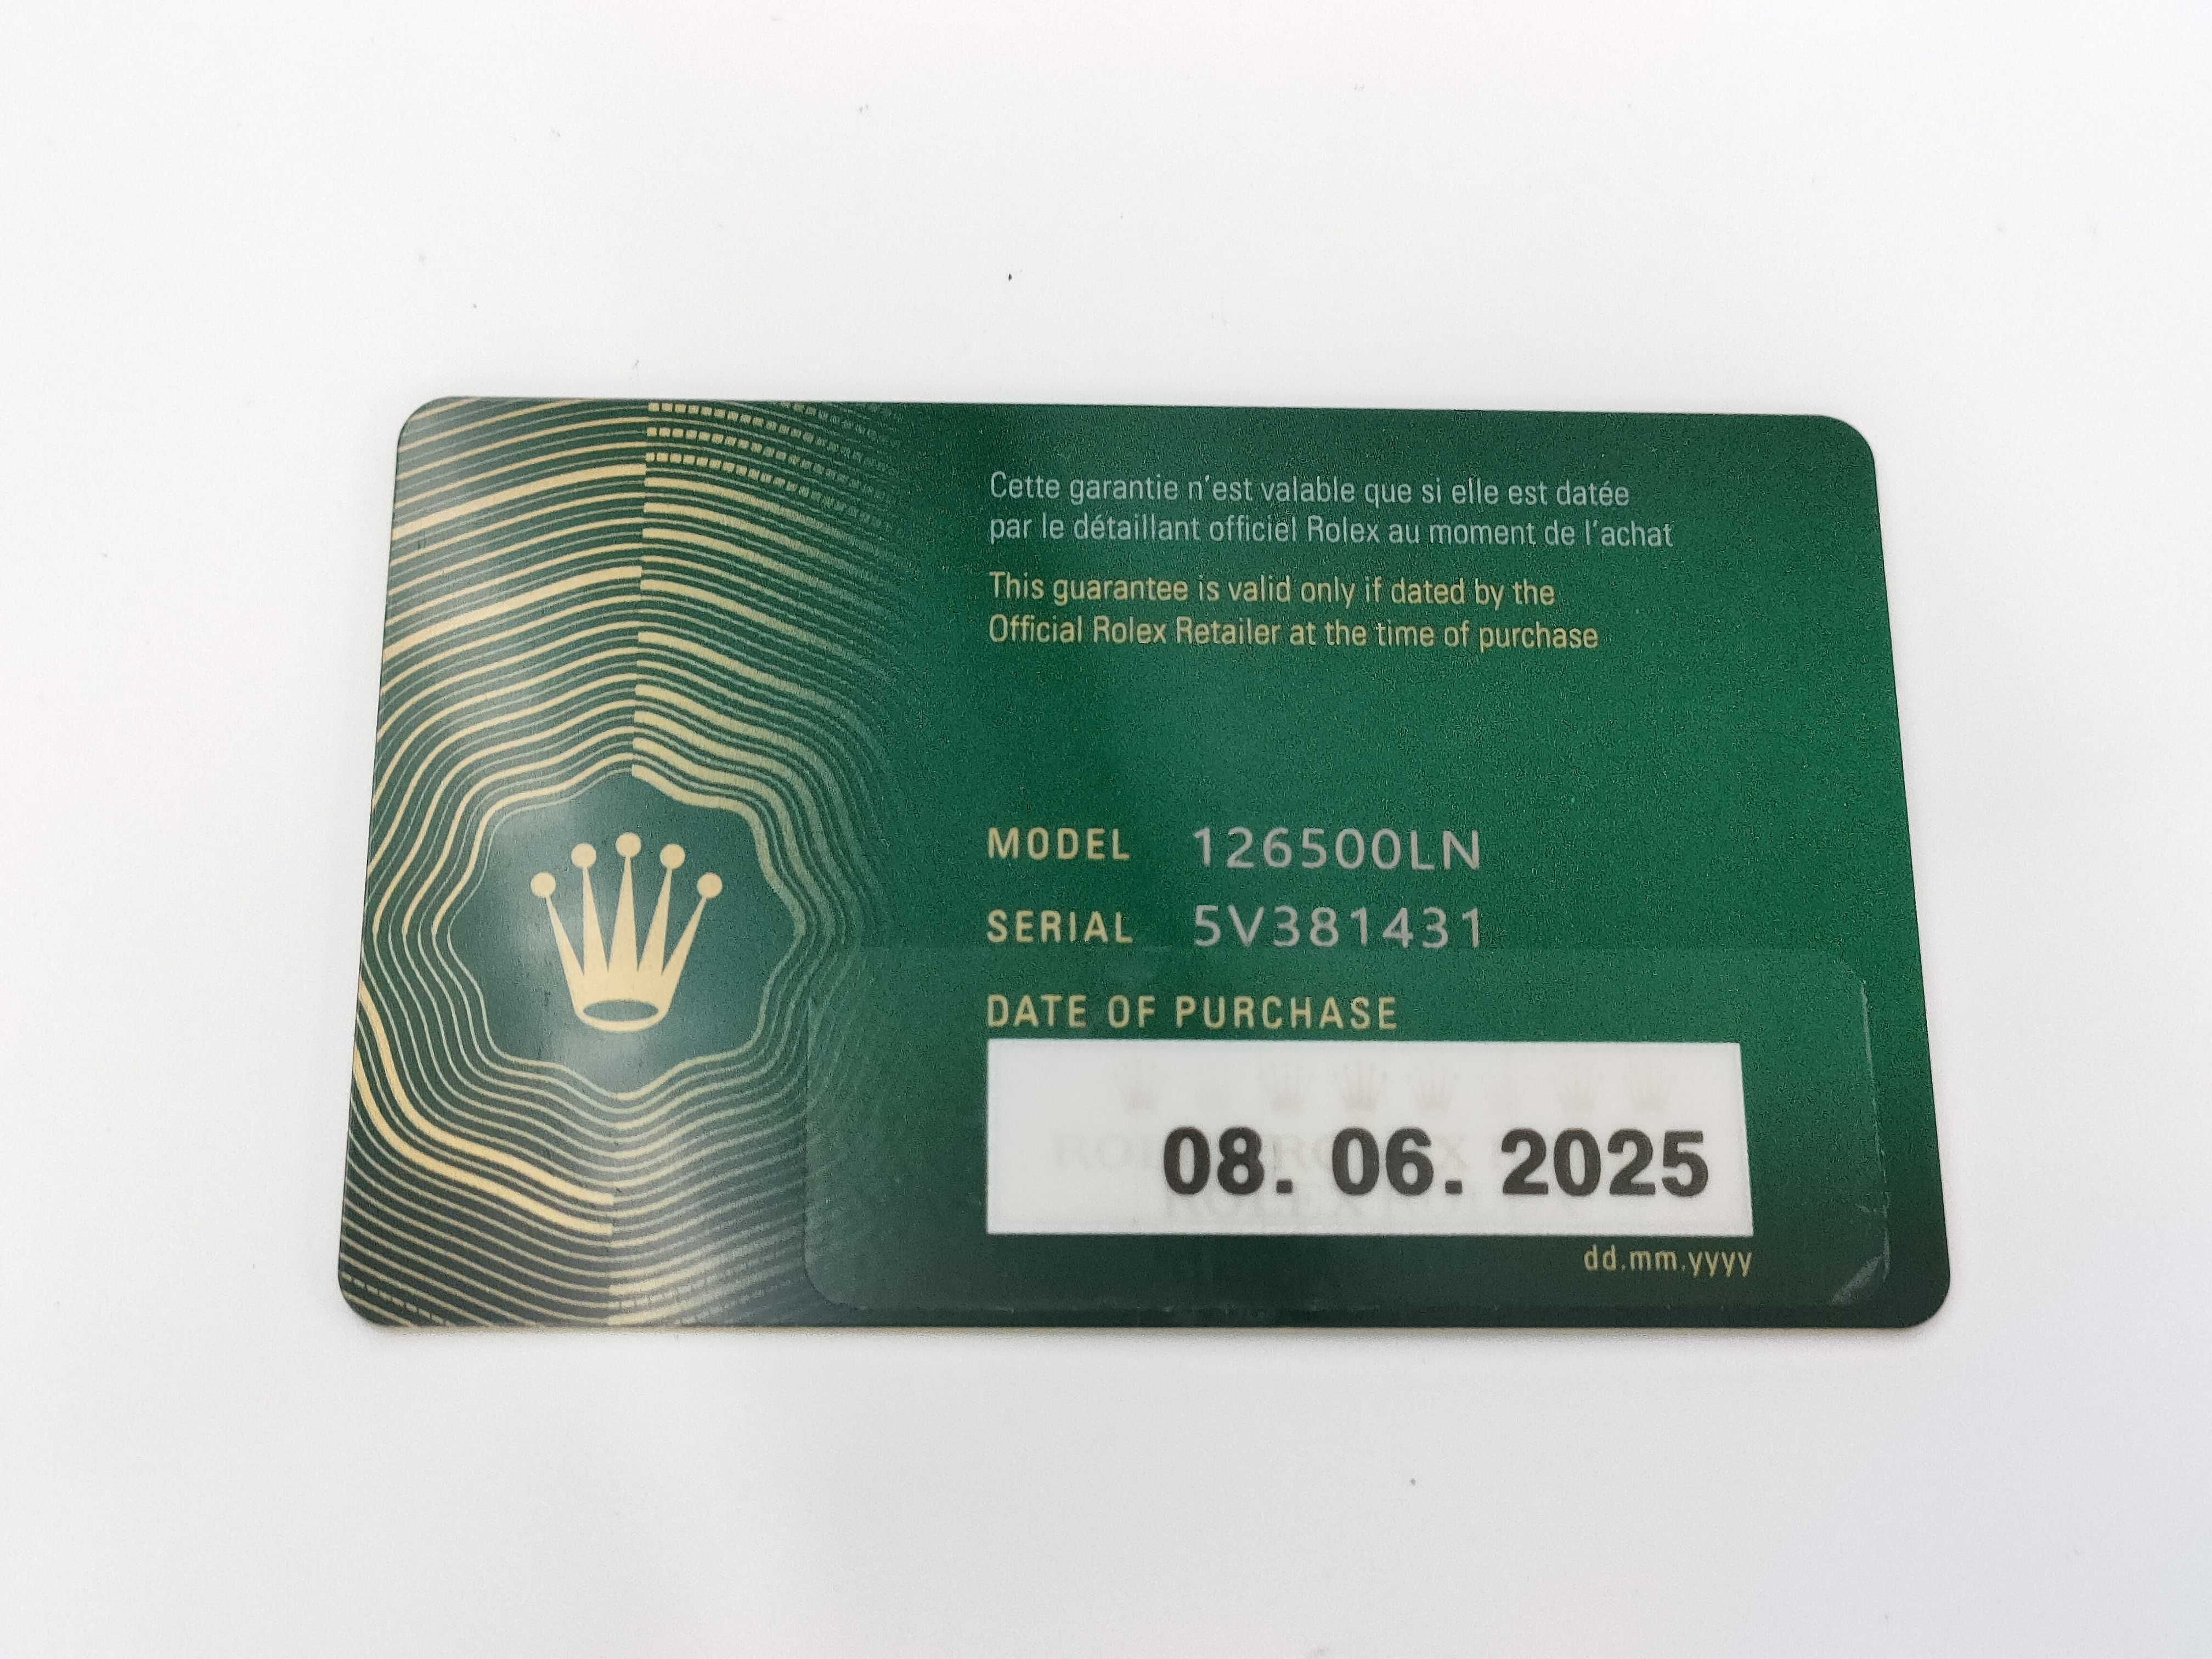 Cette garantie n'est valable que si elle est datée
par le détaillant officiel Rolex au moment de l'achat
This guarantee is valid only if dated by the
Official Rolex Retailer at the time of purchase
MODEL 126500LN
SERIAL 5V381431
DATE OF PURCHASE
08. 06. 2025
dd.mm.yyyy